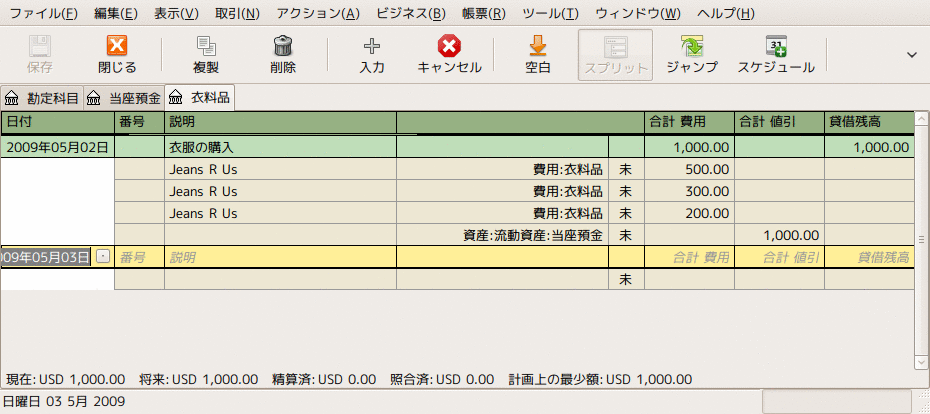 ファイル(F) 編集(E) 表示(V) 取引(N) アクション(A) ビジネス(B) 帳票(R) ツール(T) ウィンドウ(W) ヘルプ(H)
保存 閉じる 複製 削除 入力 キャンセル 空白 スプリット ジャンプ スケジュール
勘定科目 当座預金 衣料品
日付 番号 説明 合計 費用 合計 値引 貸借残高
2009年05月02日 衣服の購入 1,000.00 1,000.00
Jeans R Us 費用:衣料品 未 500.00
Jeans R Us 費用:衣料品 未 300.00
Jeans R Us 費用:衣料品 未 200.00
資産:流動資産:当座預金 未 1,000.00
009年05月03日 番号 説明 合計 費用 合計 値引 貸借残高
未
現在: USD 1,000.00 将来: USD 1,000.00 精算済: USD 0.00 照合済: USD 0.00 計画上の最少額: USD 1,000.00
日曜日 03 5月 2009